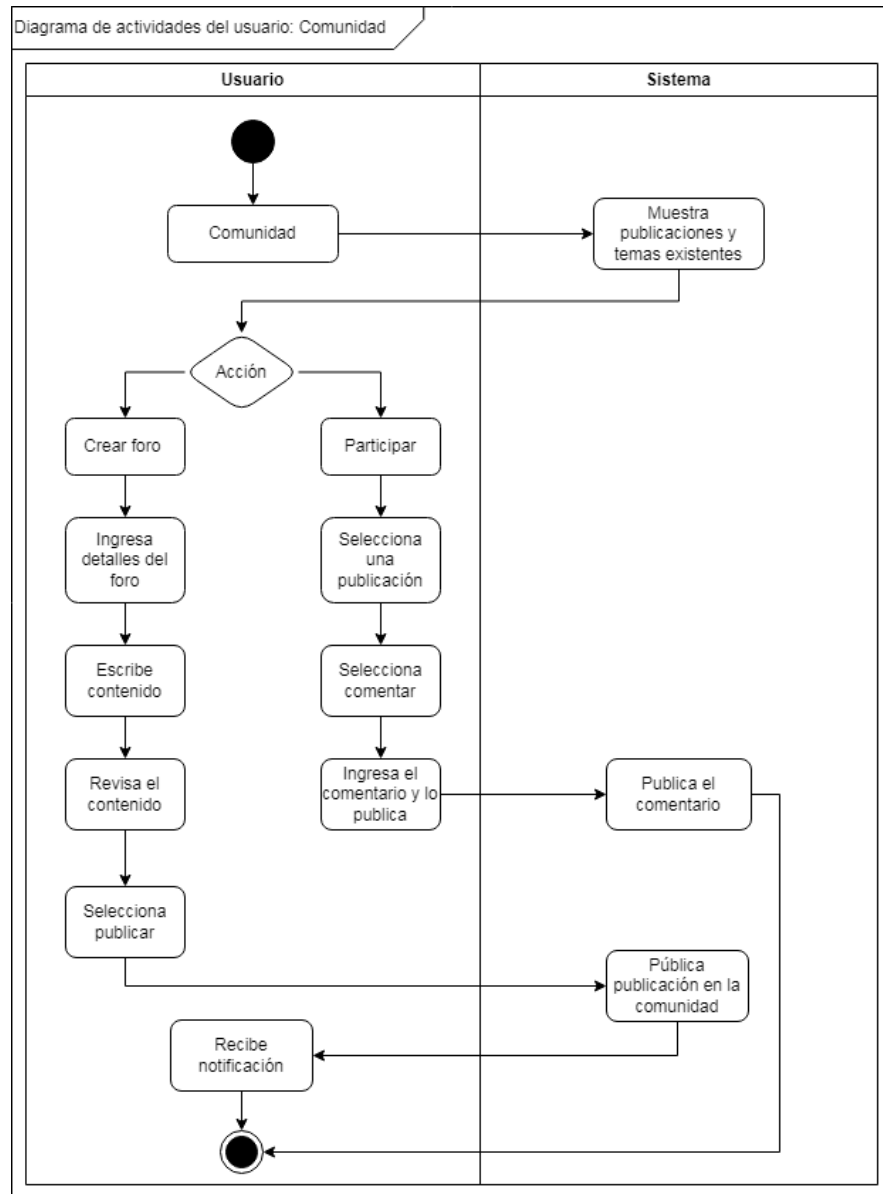 Diagrama de actividades del usuario: Comunidad
Usuario
Sistema
Comunidad
Muestra
publicaciones y
temas existentes
Acción
Crear foro
Participar
Ingresa
detalles del
foro
Selecciona
una
publicación
Escribe
contenido
Selecciona
comentar
Revisa el
contenido
Ingresa el
comentario y lo
publica
Publica el
comentario
Selecciona
publicar
Pública
publicación en la
comunidad
Recibe
notificación